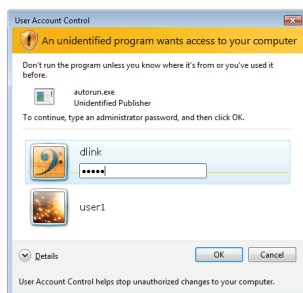 User Account Control
An unidentified program wants access to your computer
Don't run the program unless you know where it's from or you've used it
before.
autorun.exe
Unidentified Publisher
To continue, type an administrator password, and then click OK.
dlink
•••••
user1
Details
OK Cancel
User Account Control helps stop unauthorized changes to your computer.